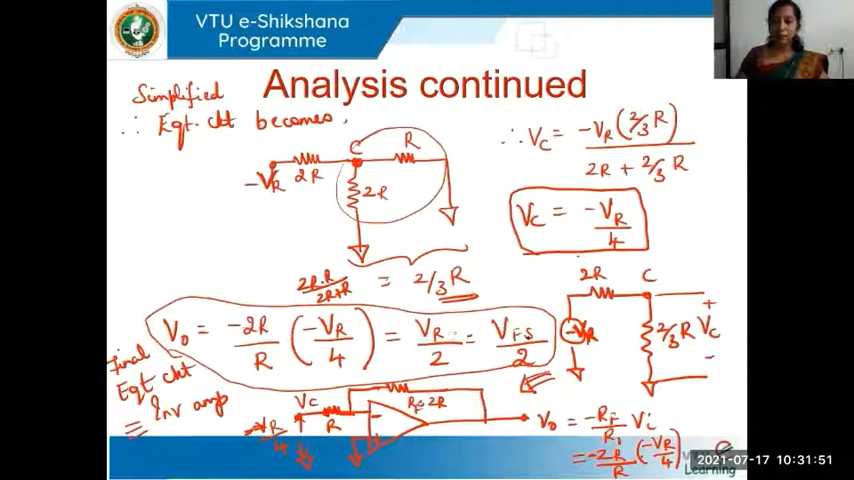 VTU e-Shikshana
Programme
Analysis continued
Simplified
∴ Eqt. ckt becomes,
-VR
2R
C
R
2R
∴ VC = -VR (2/3 R) / 2R + 2/3 R
VC = -VR / 4
2R·R / 2R+R = 2/3 R
2R C
-VR
2/3 R
+
VC
-
V0 = -2R/R (-VR/4) = VR/2 = VFS/2
Final
Eqt ckt
≡ Inv amp
VC
-VR/4
R
RF=2R
-
+
V0 = -RF/R1 Vi
= -2R/R (-VR/4)
2021-07-17 10:31:51
Learning